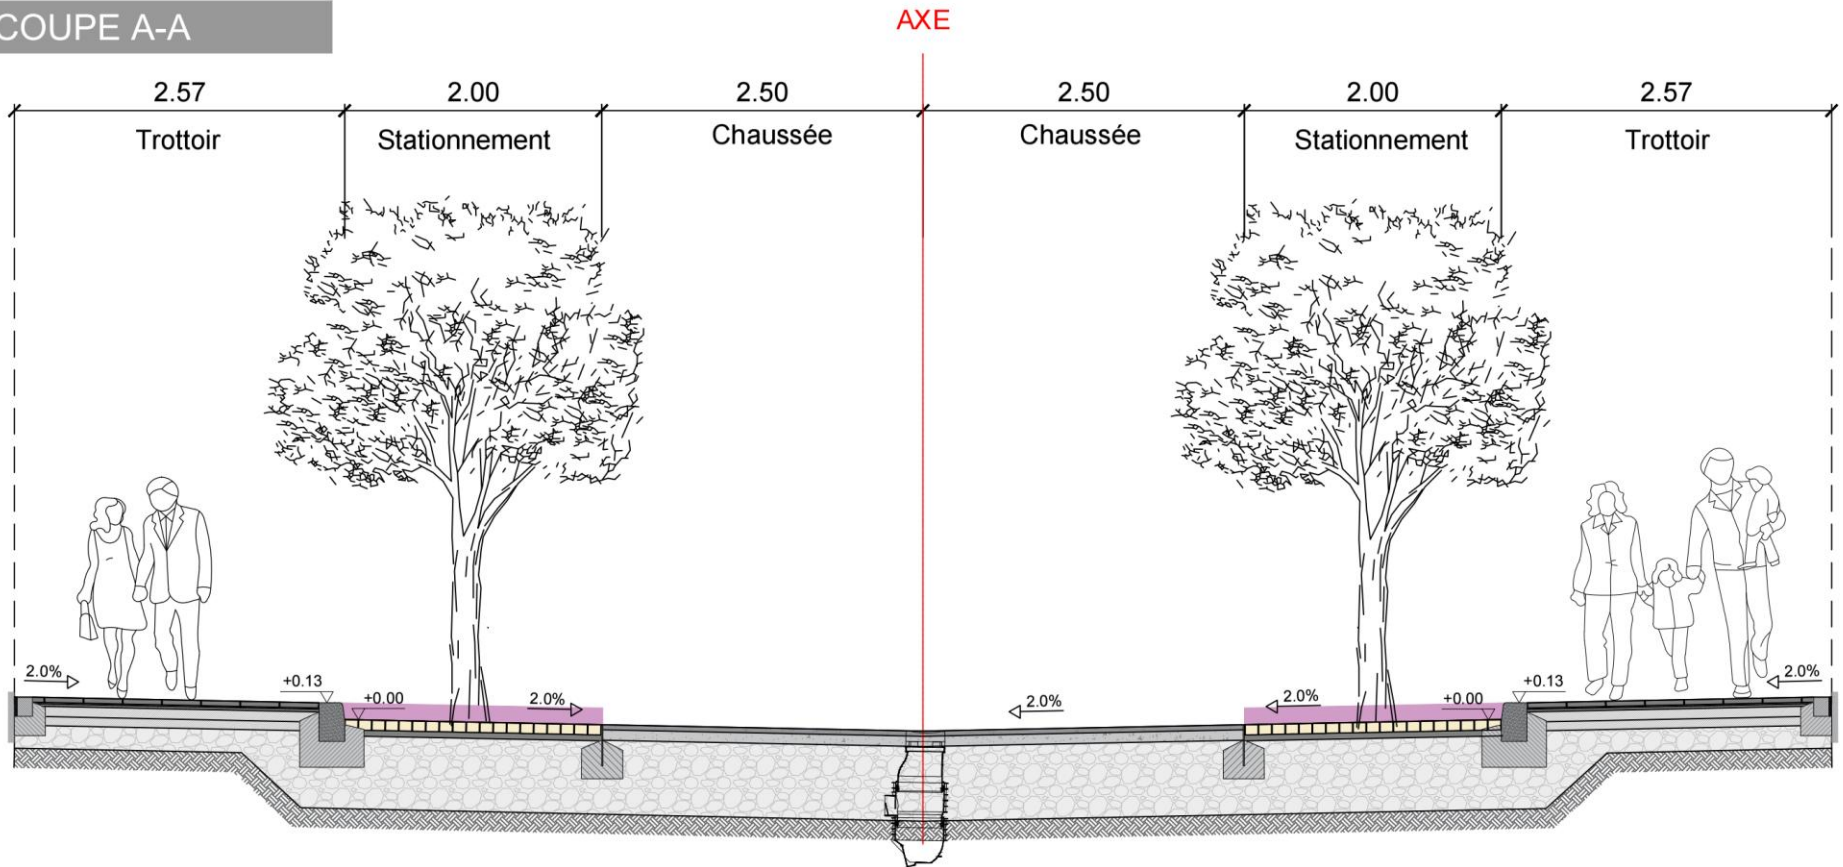 COUPE A-A
AXE
2.57 2.00 2.50 2.50 2.00 2.57
Trottoir Stationnement Chaussée Chaussée Stationnement Trottoir
2.0% +0.13 +0.00 2.0% 2.0% 2.0% +0.00 +0.13 2.0%